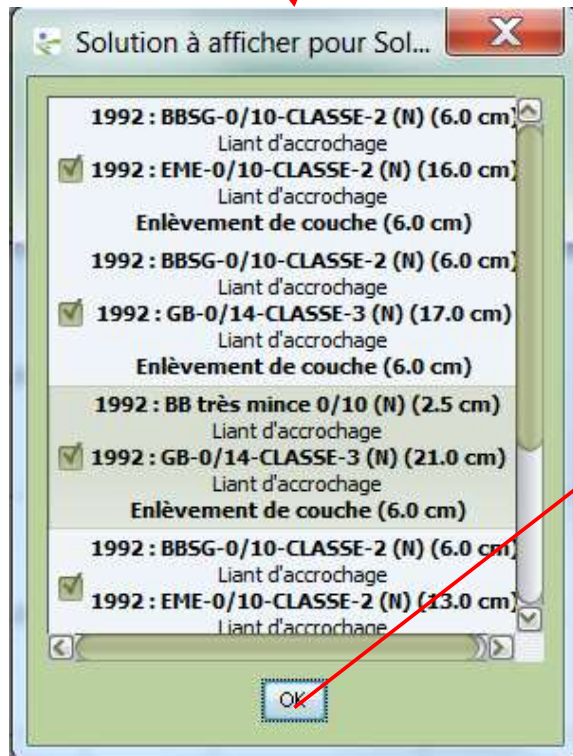 Solution à afficher pour Sol...
1992 : BBSG-0/10-CLASSE-2 (N) (6.0 cm)
Liant d'accrochage
1992 : EME-0/10-CLASSE-2 (N) (16.0 cm)
Liant d'accrochage
Enlèvement de couche (6.0 cm)
1992 : BBSG-0/10-CLASSE-2 (N) (6.0 cm)
Liant d'accrochage
1992 : GB-0/14-CLASSE-3 (N) (17.0 cm)
Liant d'accrochage
Enlèvement de couche (6.0 cm)
1992 : BB très mince 0/10 (N) (2.5 cm)
Liant d'accrochage
1992 : GB-0/14-CLASSE-3 (N) (21.0 cm)
Liant d'accrochage
Enlèvement de couche (6.0 cm)
1992 : BBSG-0/10-CLASSE-2 (N) (6.0 cm)
Liant d'accrochage
1992 : EME-0/10-CLASSE-2 (N) (13.0 cm)
Liant d'accrochage
OK